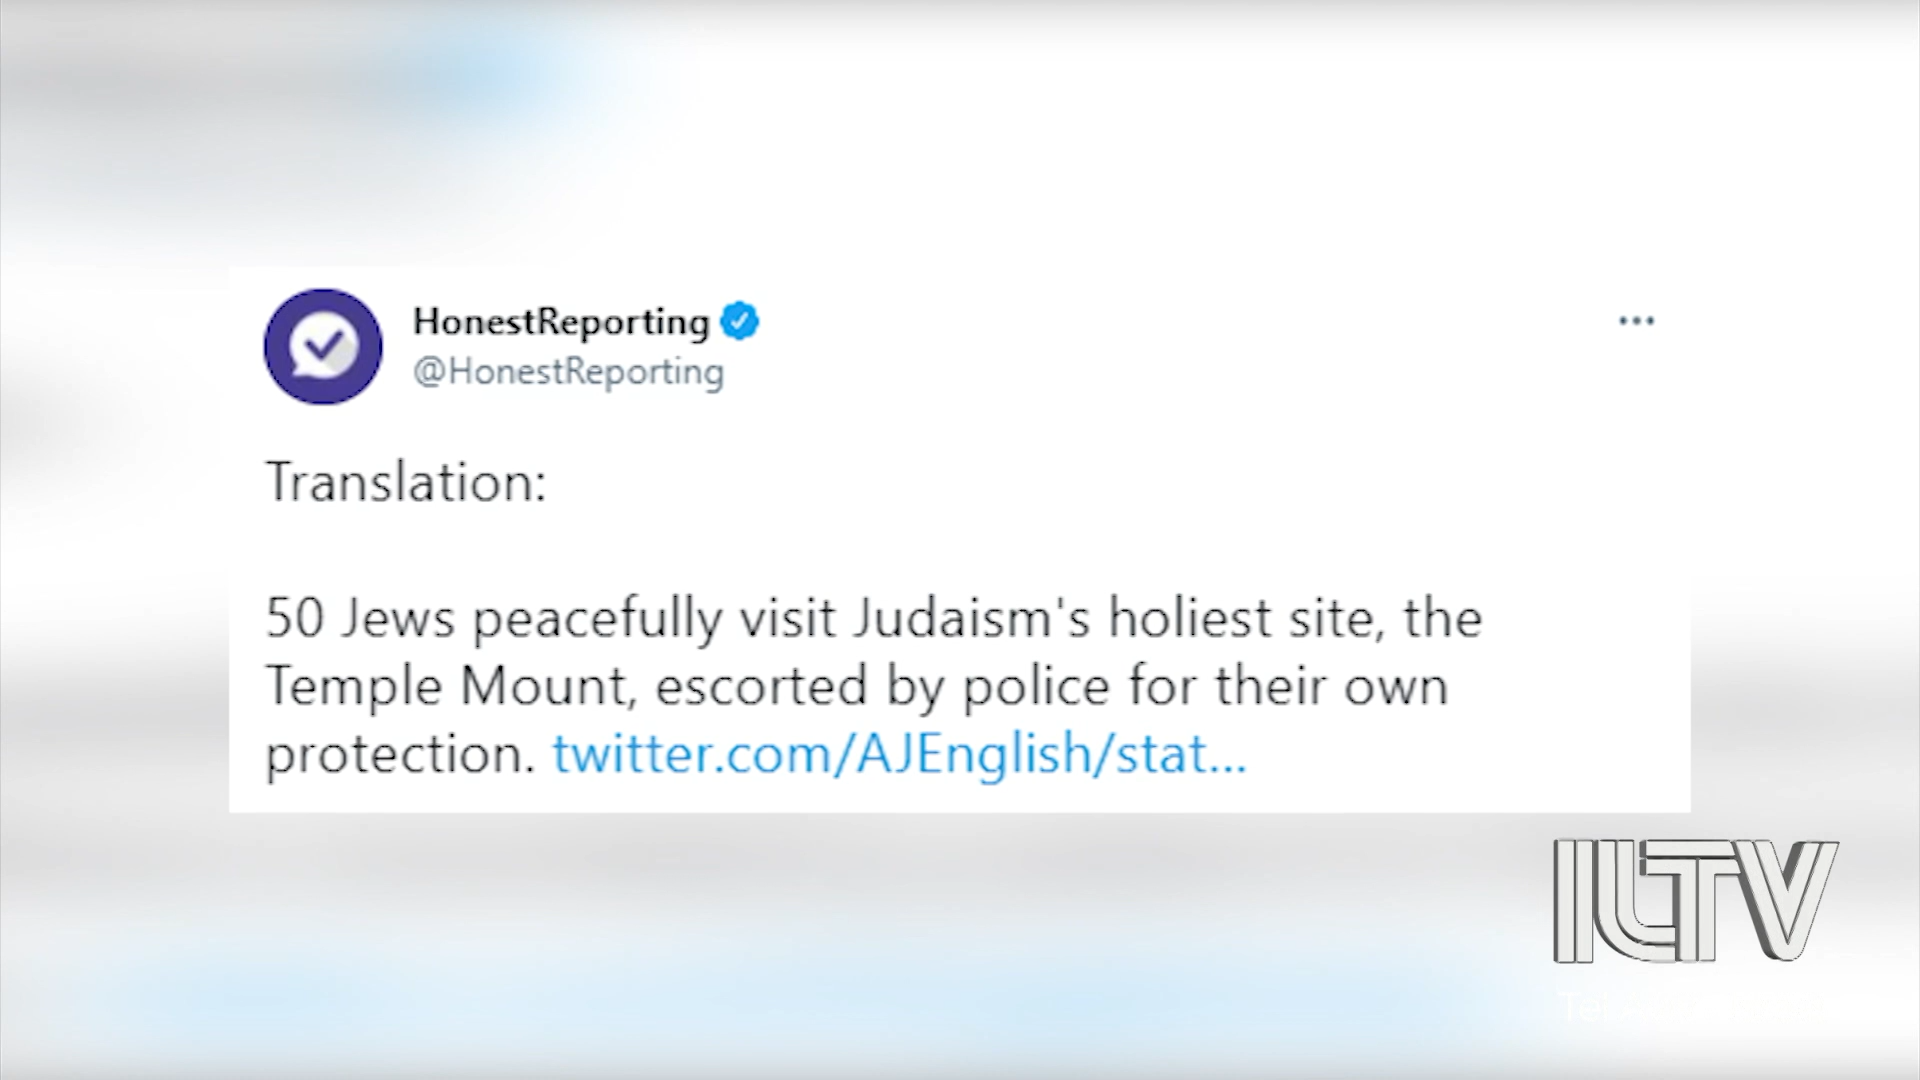 HonestReporting
@HonestReporting
Translation:
50 Jews peacefully visit Judaism's holiest site, the
Temple Mount, escorted by police for their own
protection. twitter.com/AJEnglish/stat...
ILTV